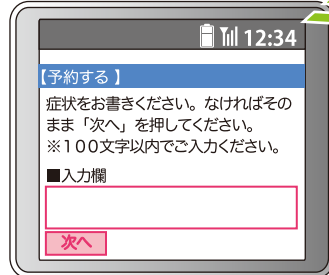 12:34
【予約する 】
症状をお書きください。なければその
まま「次へ」を押してください。
※100文字以内でご入力ください。
■入力欄
次へ